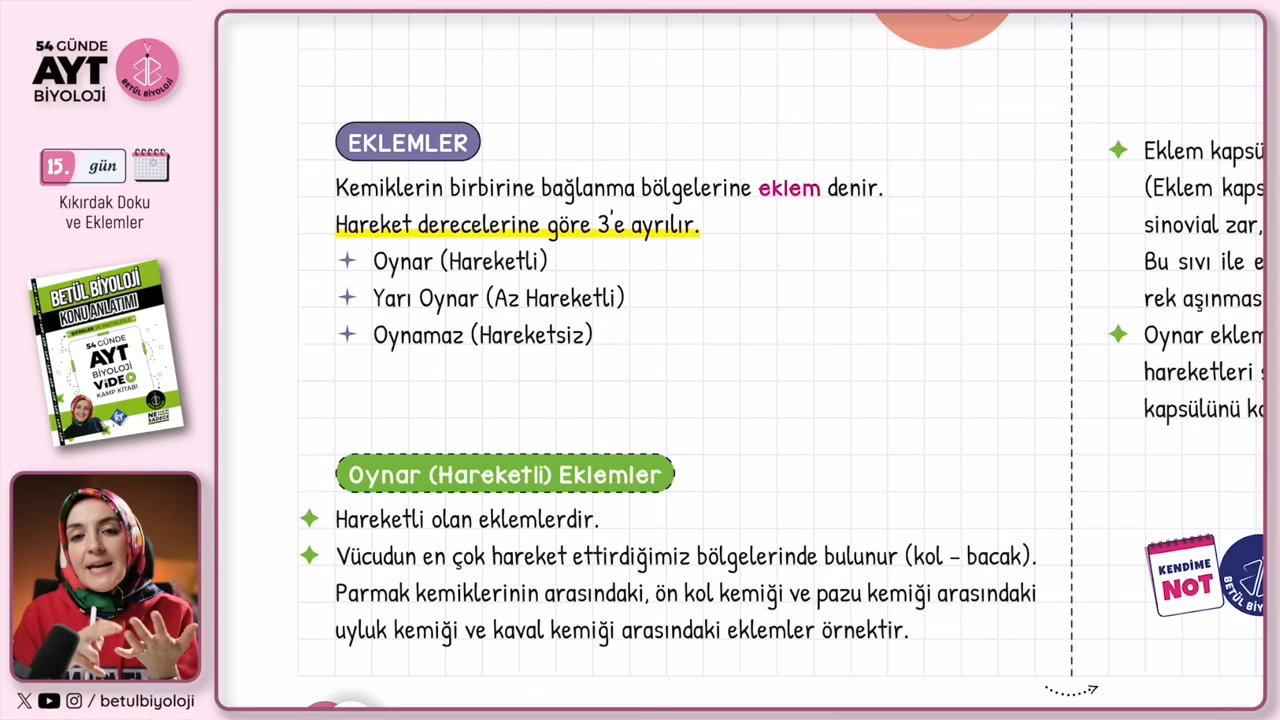 54 GÜNDE
AYT
BİYOLOJİ
BETÜL BİYOLOJİ
15. gün
Kıkırdak Doku
ve Eklemler
BETÜL BİYOLOJİ
KONU ANLATIMI
54 GÜNDE
AYT
BİYOLOJİ
VİDEO
KAMP KİTABI
/ betulbiyoloji
EKLEMLER
Kemiklerin birbirine bağlanma bölgelerine eklem denir.
Hareket derecelerine göre 3'e ayrılır.
Oynar (Hareketli)
Yarı Oynar (Az Hareketli)
Oynamaz (Hareketsiz)
Oynar (Hareketli) Eklemler
Hareketli olan eklemlerdir.
Vücudun en çok hareket ettirdiğimiz bölgelerinde bulunur (kol – bacak).
Parmak kemiklerinin arasındaki, ön kol kemiği ve pazu kemiği arasındaki
uyluk kemiği ve kaval kemiği arasındaki eklemler örnektir.
Eklem kapsü
(Eklem kaps
sinovial zar,
Bu sıvı ile e
rek aşınmas
Oynar eklem
hareketleri s
kapsülünü ka
KENDİME
NOT